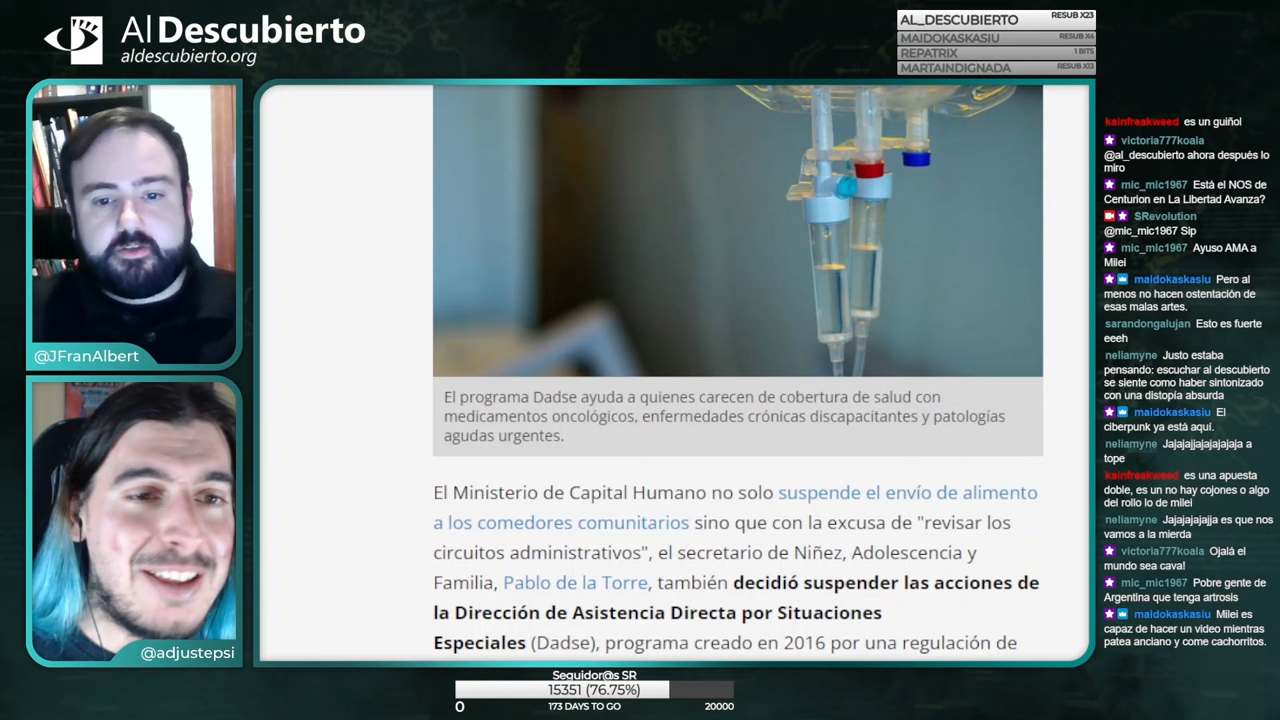 Al Descubierto
aldescubierto.org
AL_DESCUBIERTO RESUB X23
MAIDOKASKASIU RESUB X4
REPATRIX 1 BITS
MARTAINDIGNADA RESUB X13
@JFranAlbert
@adjustepsi
El programa Dadse ayuda a quienes carecen de cobertura de salud con
medicamentos oncológicos, enfermedades crónicas discapacitantes y patologías
agudas urgentes.
El Ministerio de Capital Humano no solo suspende el envío de alimento
a los comedores comunitarios sino que con la excusa de "revisar los
circuitos administrativos", el secretario de Niñez, Adolescencia y
Familia, Pablo de la Torre, también decidió suspender las acciones de
la Dirección de Asistencia Directa por Situaciones
Especiales (Dadse), programa creado en 2016 por una regulación de
kainfreakweed es un guiñol
victoria777koala
@al_descubierto ahora después lo
miro
mic_mic1967 Está el NOS de
Centurion en La Libertad Avanza?
SRevolution
@mic_mic1967 Sip
mic_mic1967 Ayuso AMA a
Milei
maidokaskasiu Pero al
menos no hacen ostentación de
esas malas artes.
sarandongalujan Esto es fuerte
eeeh
neliamyne Justo estaba
pensando: escuchar al descubierto
se siente como haber sintonizado
con una distopía absurda
maidokaskasiu El
ciberpunk ya está aquí.
neliamyne Jajajajjajajajajaja a
tope
kainfreakweed es una apuesta
doble, es un no hay cojones o algo
del rollo lo de milei
neliamyne Jajajajajjja es que nos
vamos a la mierda
victoria777koala Ojalá el
mundo sea cava!
mic_mic1967 Pobre gente de
Argentina que tenga artrosis
maidokaskasiu Milei es
capaz de hacer un video mientras
patea anciano y come cachorritos.
Seguidor@s SR
15351 (76.75%)
0 173 DAYS TO GO 20000